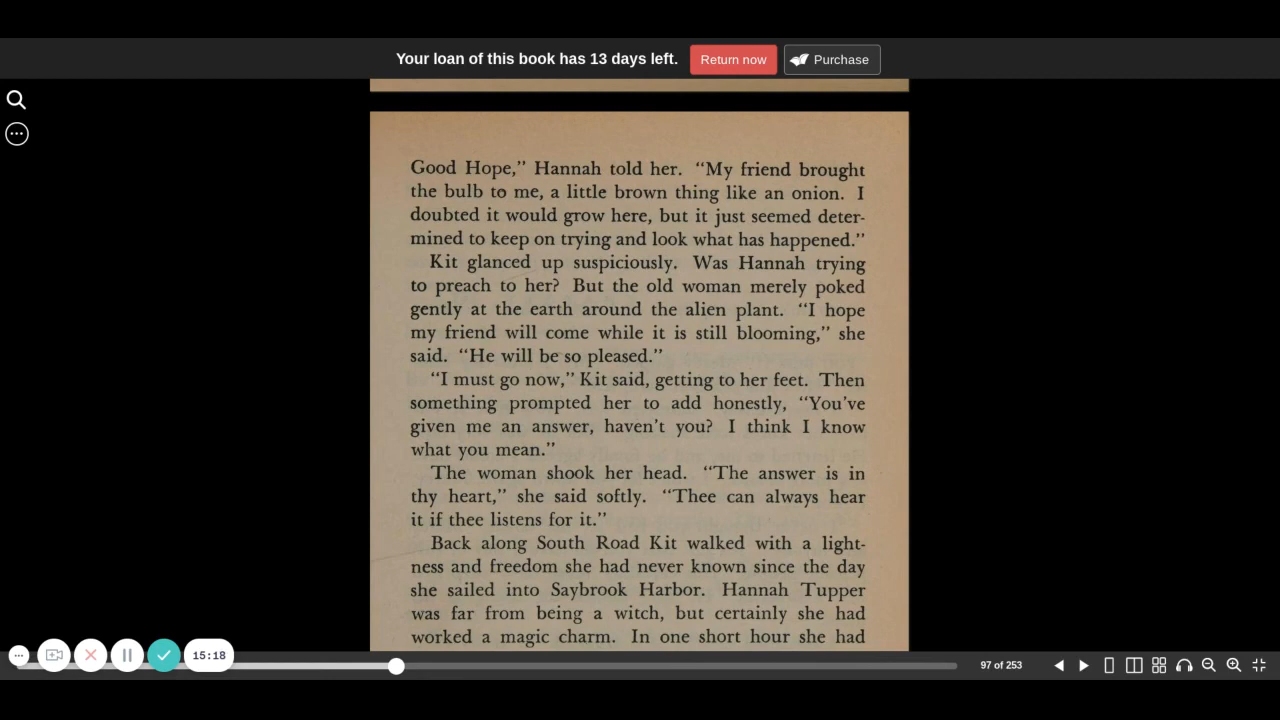 Your loan of this book has 13 days left.
Return now
Purchase
Good Hope,” Hannah told her. “My friend brought
the bulb to me, a little brown thing like an onion. I
doubted it would grow here, but it just seemed deter-
mined to keep on trying and look what has happened.”
Kit glanced up suspiciously. Was Hannah trying
to preach to her? But the old woman merely poked
gently at the earth around the alien plant. “I hope
my friend will come while it is still blooming,” she
said. “He will be so pleased.”
“I must go now,” Kit said, getting to her feet. Then
something prompted her to add honestly, “You’ve
given me an answer, haven’t you? I think I know
what you mean.”
The woman shook her head. “The answer is in
thy heart,” she said softly. “Thee can always hear
it if thee listens for it.”
Back along South Road Kit walked with a light-
ness and freedom she had never known since the day
she sailed into Saybrook Harbor. Hannah Tupper
was far from being a witch, but certainly she had
worked a magic charm. In one short hour she had
15:18
97 of 253